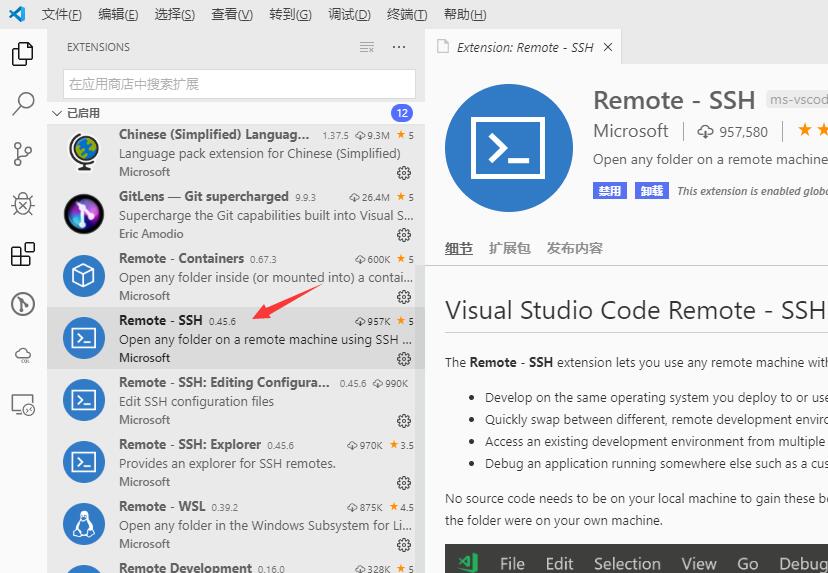 文件(F) 编辑(E) 选择(S) 查看(V) 转到(G) 调试(D) 终端(T) 帮助(H)
EXTENSIONS
在应用商店中搜索扩展
已启用 12
Chinese (Simplified) Languag... 1.37.5 9.3M 5
Language pack extension for Chinese (Simplified)
Microsoft
GitLens — Git supercharged 9.9.3 26.4M 5
Supercharge the Git capabilities built into Visual S...
Eric Amodio
Remote - Containers 0.67.3 600K 5
Open any folder inside (or mounted into) a contai...
Microsoft
Remote - SSH 0.45.6 957K 5
Open any folder on a remote machine using SSH ...
Microsoft
Remote - SSH: Editing Configura... 0.45.6 990K
Edit SSH configuration files
Microsoft
Remote - SSH: Explorer 0.45.6 970K 3.5
Provides an explorer for SSH remotes.
Microsoft
Remote - WSL 0.39.2 875K 4.5
Open any folder in the Windows Subsystem for Li...
Microsoft
Remote Development 0.16.0 328K 5
Extension: Remote - SSH
Remote - SSH ms-vscod
Microsoft 957,580
Open any folder on a remote machine
禁用 卸载 This extension is enabled globa
细节 扩展包 发布内容
Visual Studio Code Remote - SSH
The Remote - SSH extension lets you use any remote machine with
• Develop on the same operating system you deploy to or use
• Quickly swap between different, remote development enviro
• Access an existing development environment from multiple
• Debug an application running somewhere else such as a cus
No source code needs to be on your local machine to gain these be
the folder were on your own machine.
File Edit Selection View Go Debug